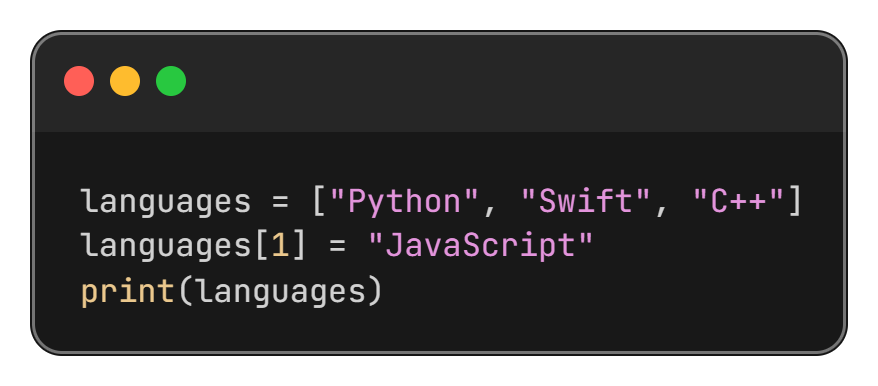 languages = ["Python", "Swift", "C++"]
languages[1] = "JavaScript"
print(languages)